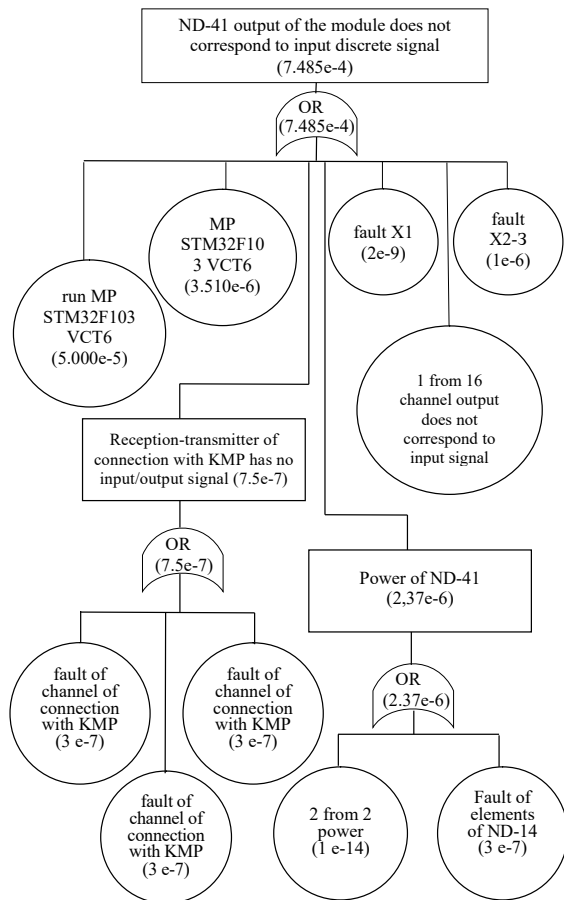 ND-41 output of the module does not
correspond to input discrete signal
(7.485e-4)
OR
(7.485e-4)
MP
STM32F10
3 VCT6
(3.510e-6)
fault X1
(2e-9)
fault
X2-3
(1e-6)
run MP
STM32F103
VCT6
(5.000e-5)
1 from 16
channel output
does not
correspond to
input signal
Reception-transmitter of
connection with KMP has no
input/output signal (7.5e-7)
OR
(7.5e-7)
Power of ND-41
(2,37e-6)
OR
(2.37e-6)
fault of
channel of
connection
with KMP
(3 e-7)
fault of
channel of
connection
with KMP
(3 e-7)
fault of
channel of
connection
with KMP
(3 e-7)
2 from 2
power
(1 e-14)
Fault of
elements
of ND-14
(3 e-7)